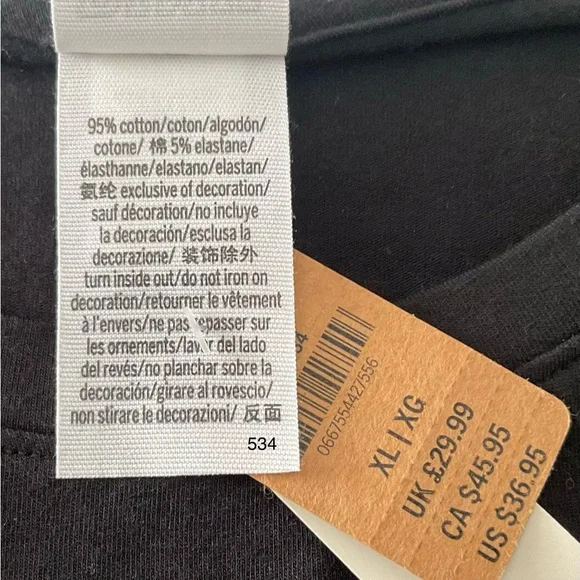 95% cotton/coton/algodón/
cotone/ 棉 5% elastane/
élasthanne/elastano/elastan/
氨纶 exclusive of decoration/
sauf décoration/no incluye
la decoración/esclusa la
decorazione/ 装饰除外
turn inside out/do not iron on
decoration/retourner le vêtement
à l'envers/ne pas repasser sur
les ornements/lavar del lado
del revés/no planchar sobre la
decoración/girare al rovescio/
non stirare le decorazioni/ 反面
534
34
0667554427556
XL | XG
UK £29.99
CA $45.95
US $36.95